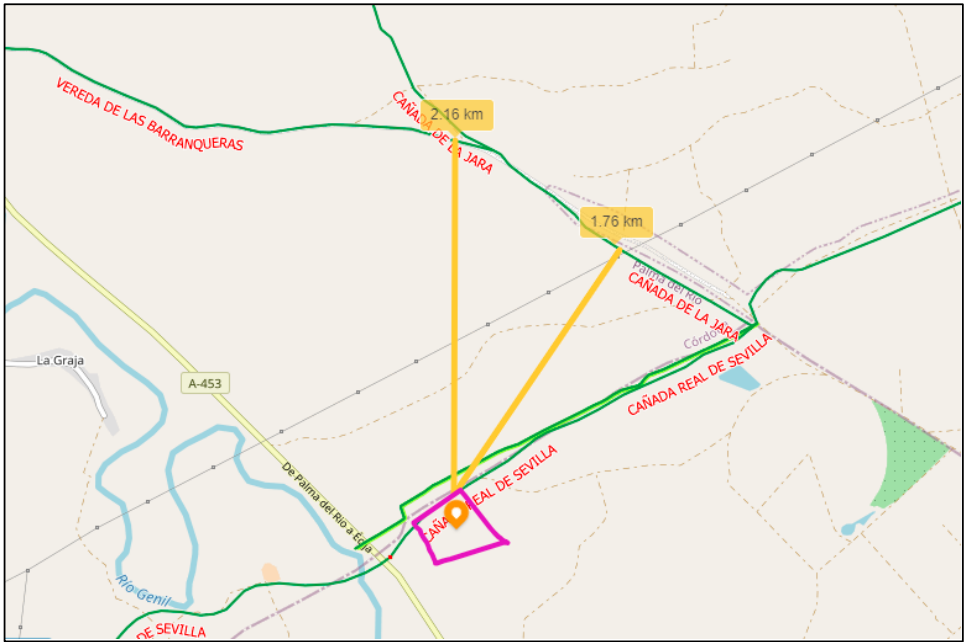 VEREDA DE LAS BARRANQUERAS
CAÑADA DE LA JARA
2.16 km
1.76 km
Palma del Río
CAÑADA DE LA JARA
Córdo
CAÑADA REAL DE SEVILLA
La Graja
A-453
De Palma del Río a Écija
CAÑADA REAL DE SEVILLA
Río Genil
DE SEVILLA